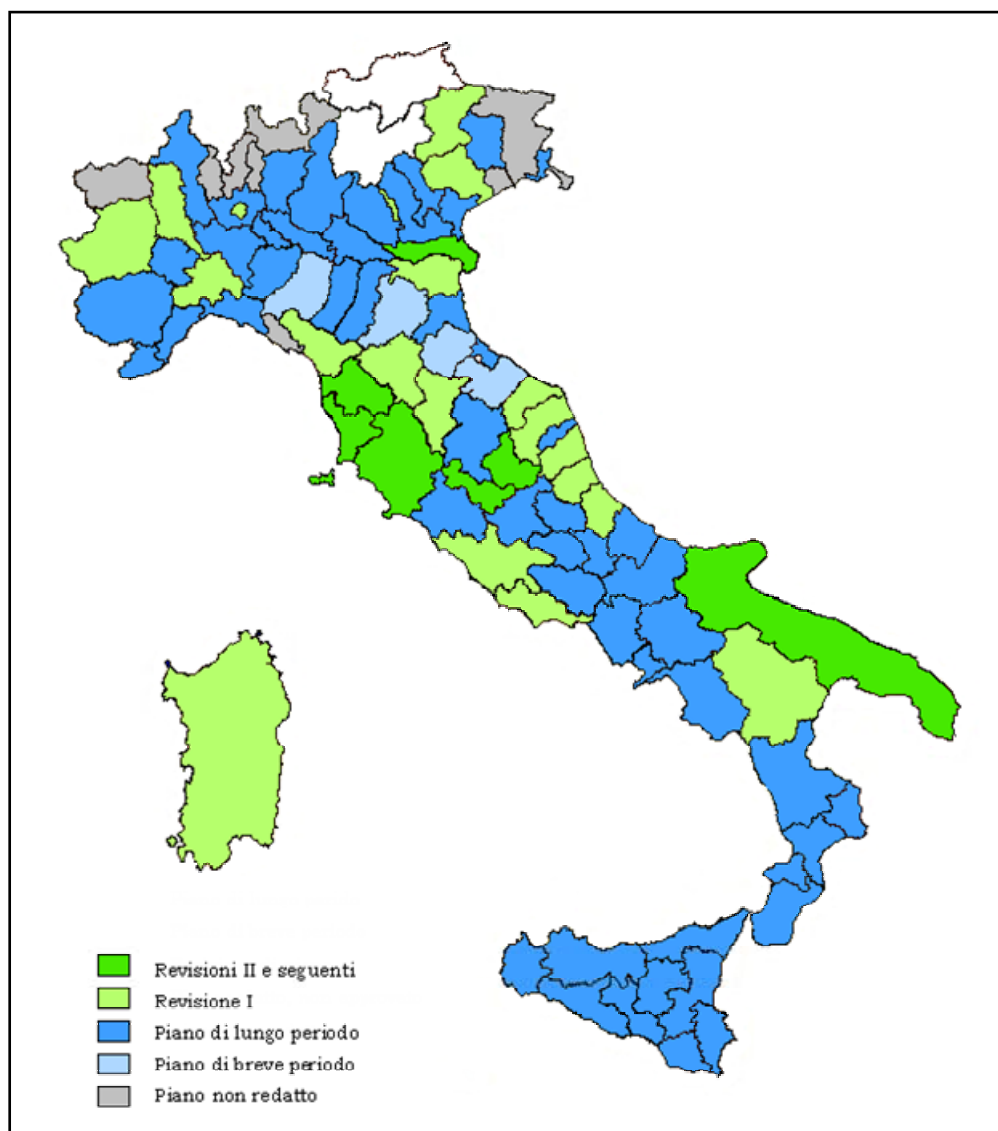 Revisioni II e seguenti
Revisione I
Piano di lungo periodo
Piano di breve periodo
Piano non redatto